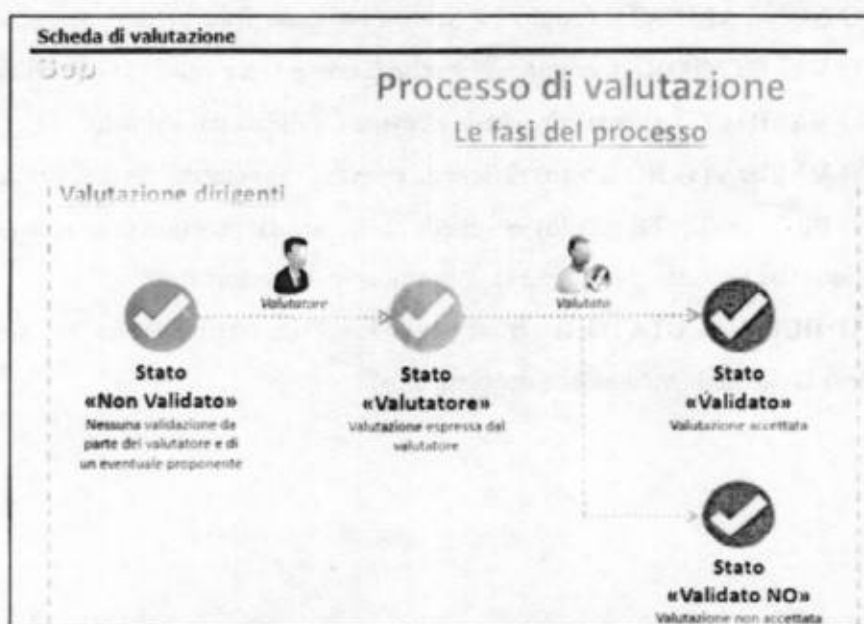 Scheda di valutazione
Processo di valutazione
Le fasi del processo
Valutazione dirigenti
Valutatore
Valutato
Stato
«Non Validato»
Nessuna validazione da
parte del valutatore e di
un eventuale proponente
Stato
«Valutatore»
Valutazione espressa dal
valutatore
Stato
«Validato»
Valutazione accettata
Stato
«Validato NO»
Valutazione non accettata